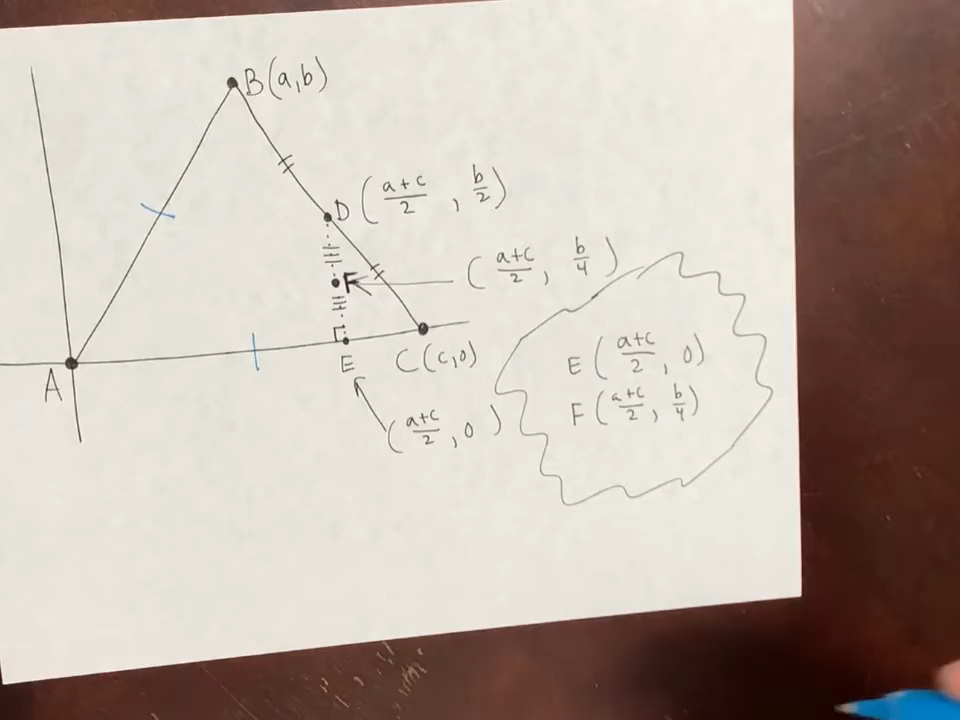 B(a,b)
D (a+c/2, b/2)
F
(a+c/2, b/4)
A
E
C(c,0)
(a+c/2, 0)
E (a+c/2, 0)
F (a+c/2, b/4)